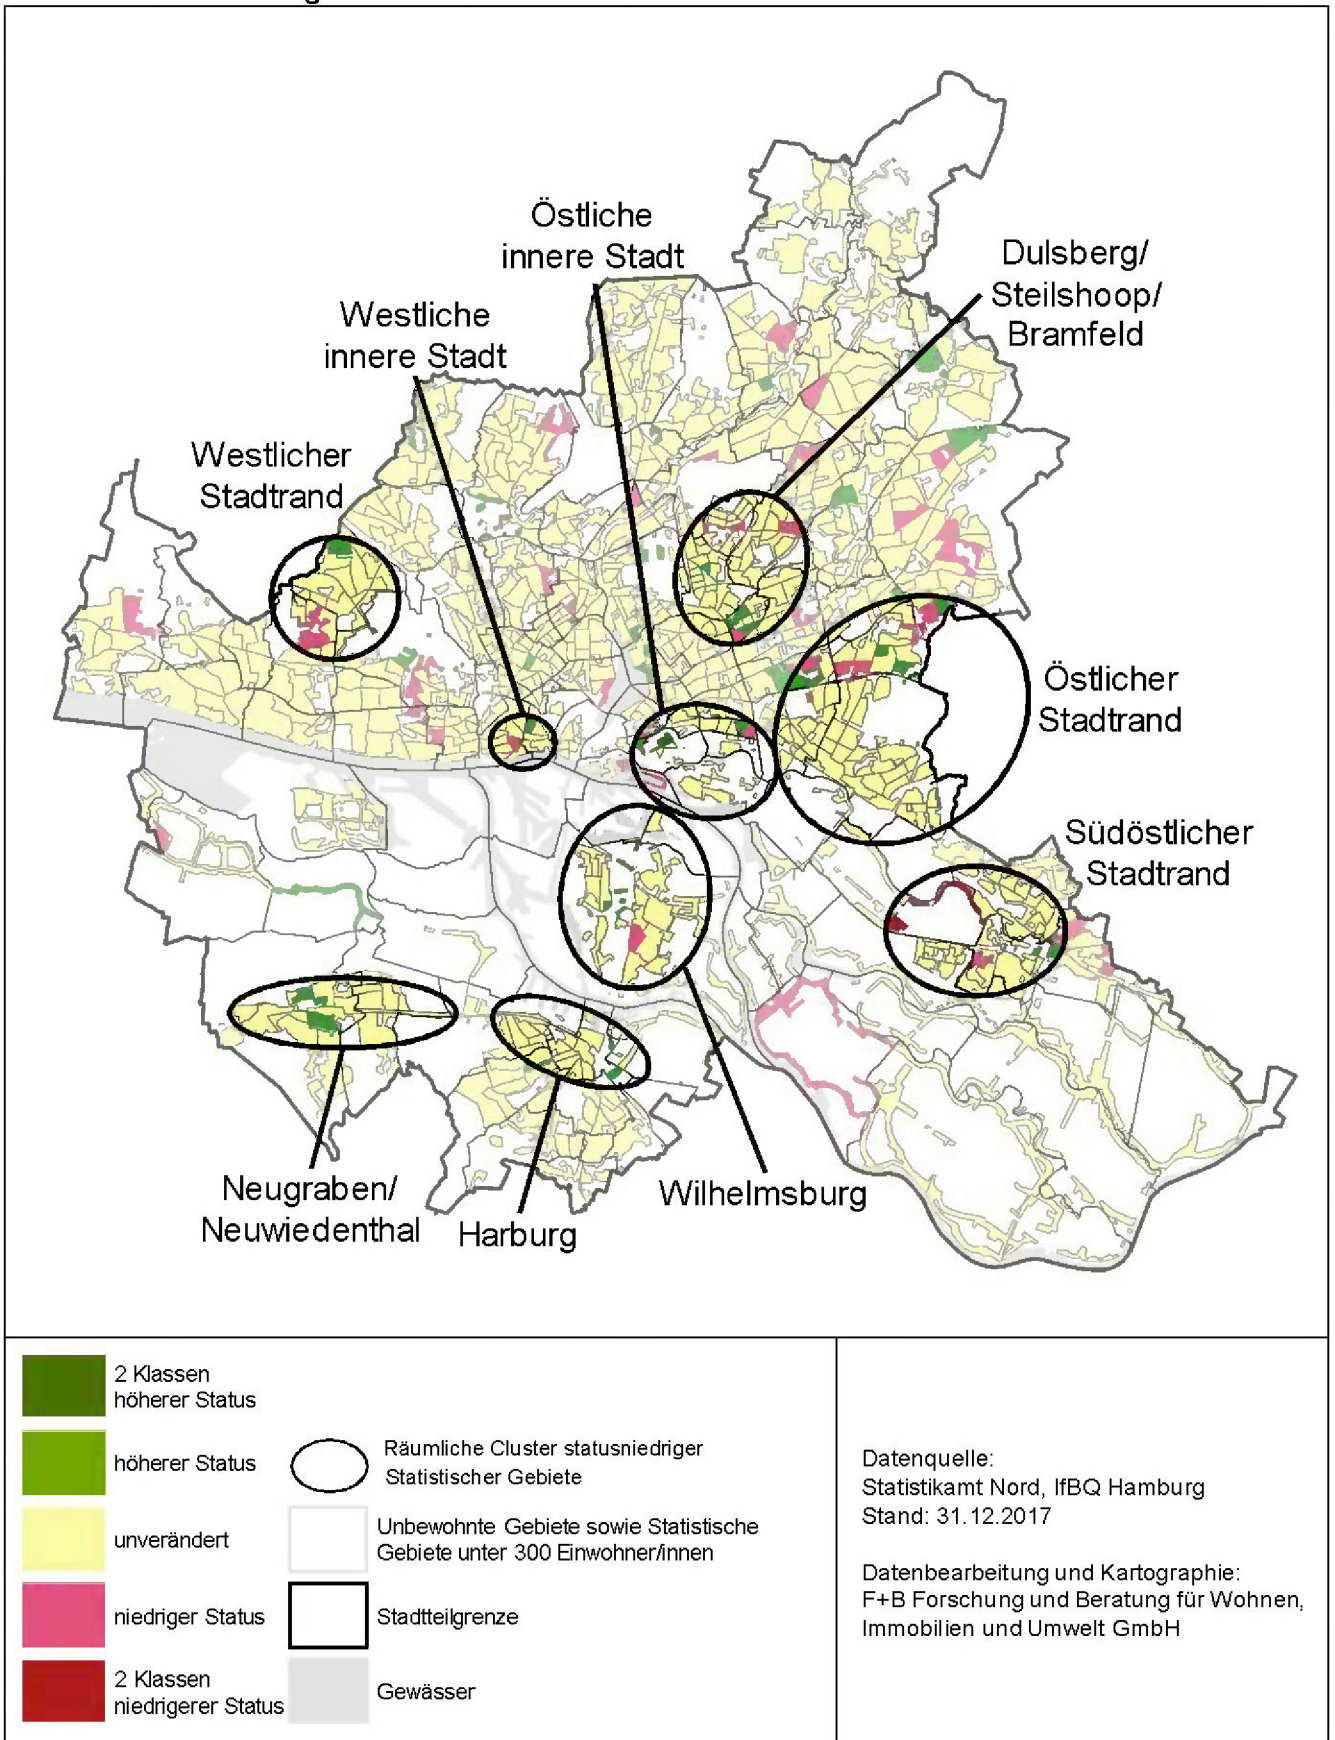 Östliche
innere Stadt
Dulsberg/
Steilshoop/
Bramfeld
Westliche
innere Stadt
Westlicher
Stadtrand
Östlicher
Stadtrand
Südöstlicher
Stadtrand
Neugraben/
Neuwiedenthal
Harburg
Wilhelmsburg
2 Klassen
höherer Status
höherer Status
unverändert
niedriger Status
2 Klassen
niedrigerer Status
Räumliche Cluster statusniedriger
Statistischer Gebiete
Unbewohnte Gebiete sowie Statistische
Gebiete unter 300 Einwohner/innen
Stadtteilgrenze
Gewässer
Datenquelle:
Statistikamt Nord, IfBQ Hamburg
Stand: 31.12.2017
Datenbearbeitung und Kartographie:
F+B Forschung und Beratung für Wohnen,
Immobilien und Umwelt GmbH